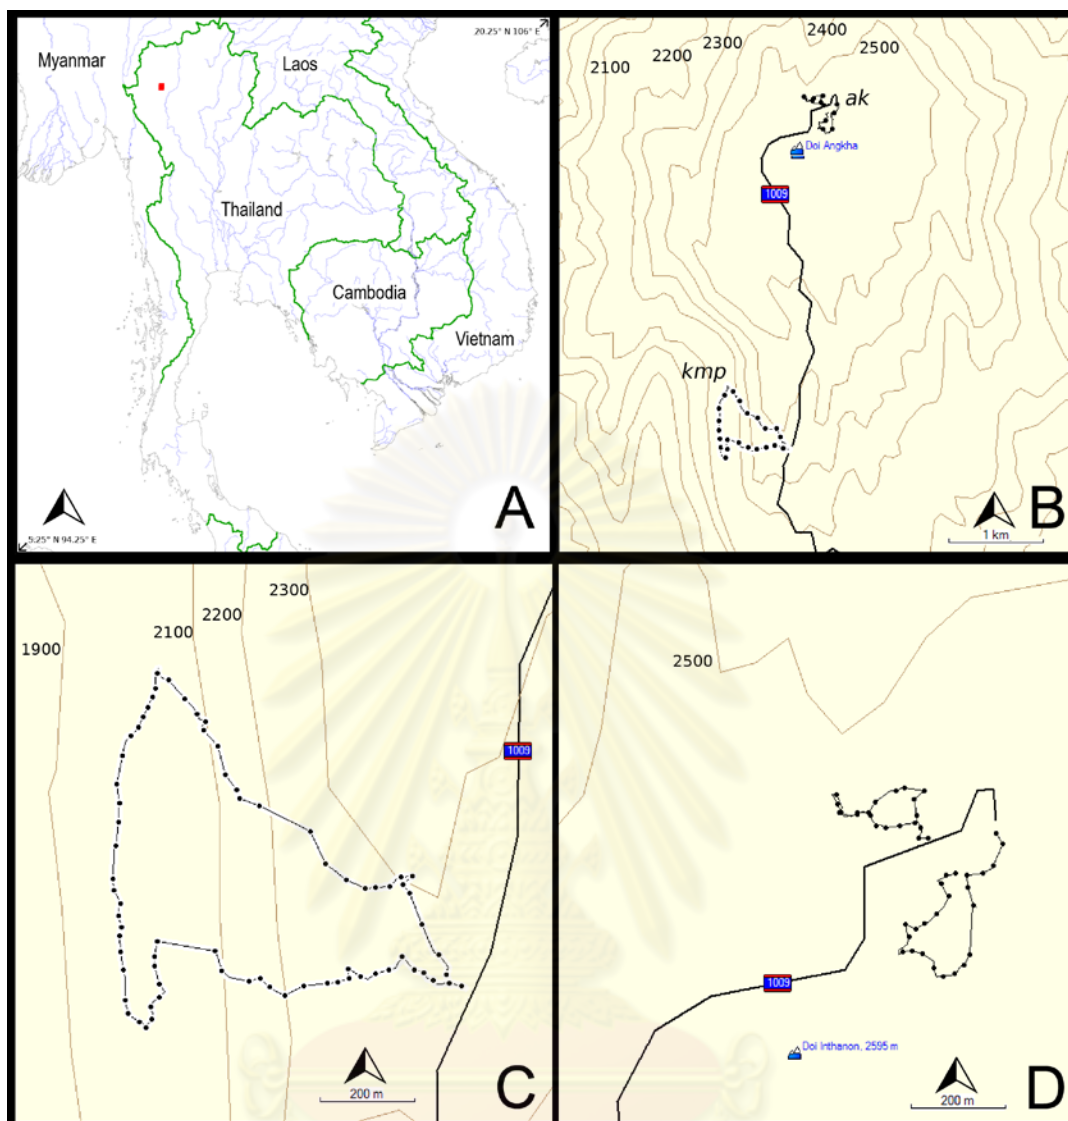 20.25° N 106° E
Myanmar
Laos
Thailand
Cambodia
Vietnam
5.25° N 94.25° E
A
2400
2300
2500
2200
2100
ak
Doi Angkha
1009
kmp
1 km
B
2300
2200
2100
1900
1009
200 m
C
2500
1009
Doi Inthanon, 2595 m
200 m
D